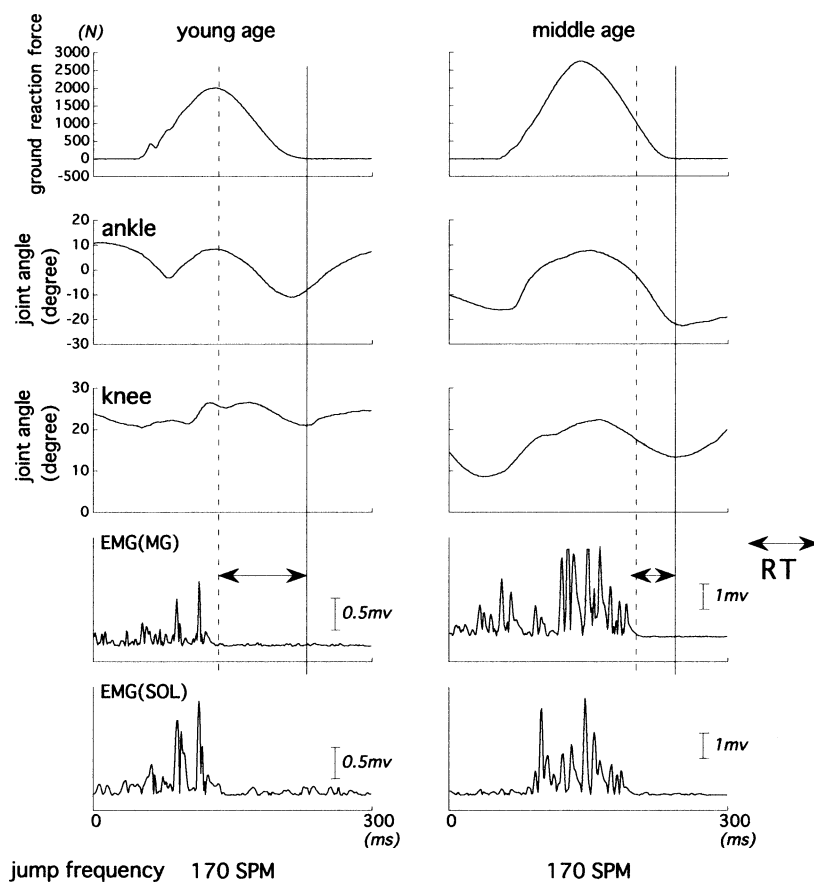 young age
middle age
(N)
ground reaction force
3000
2500
2000
1500
1000
500
0
-500
ankle
joint angle
(degree)
20
10
0
-10
-20
-30
knee
joint angle
(degree)
30
20
10
0
EMG(MG)
0.5mv
1mv
RT
EMG(SOL)
0.5mv
1mv
0
300
(ms)
0
300
(ms)
jump frequency
170 SPM
170 SPM